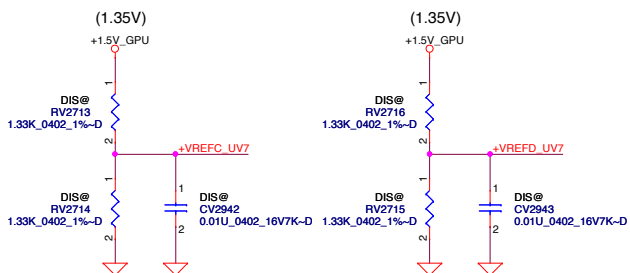 (1.35V)
+1.5V_GPU
1
DIS@
RV2713
1.33K_0402_1%~D
2
+VREFC_UV7
1
DIS@
RV2714
1.33K_0402_1%~D
2
1
DIS@
CV2942
0.01U_0402_16V7K~D
2
(1.35V)
+1.5V_GPU
1
DIS@
RV2716
1.33K_0402_1%~D
2
+VREFD_UV7
1
DIS@
RV2715
1.33K_0402_1%~D
2
1
DIS@
CV2943
0.01U_0402_16V7K~D
2